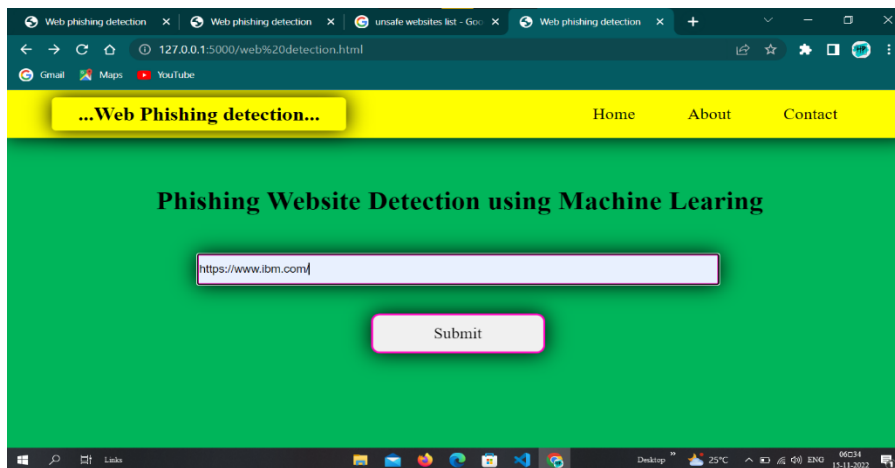 Web phishing detection
Web phishing detection
unsafe websites list - Goo
Web phishing detection
127.0.0.1:5000/web%20detection.html
Gmail Maps YouTube
...Web Phishing detection...
Home About Contact
Phishing Website Detection using Machine Learing
https://www.ibm.com/
Submit
Links
Desktop
25°C
ENG
15-11-2022